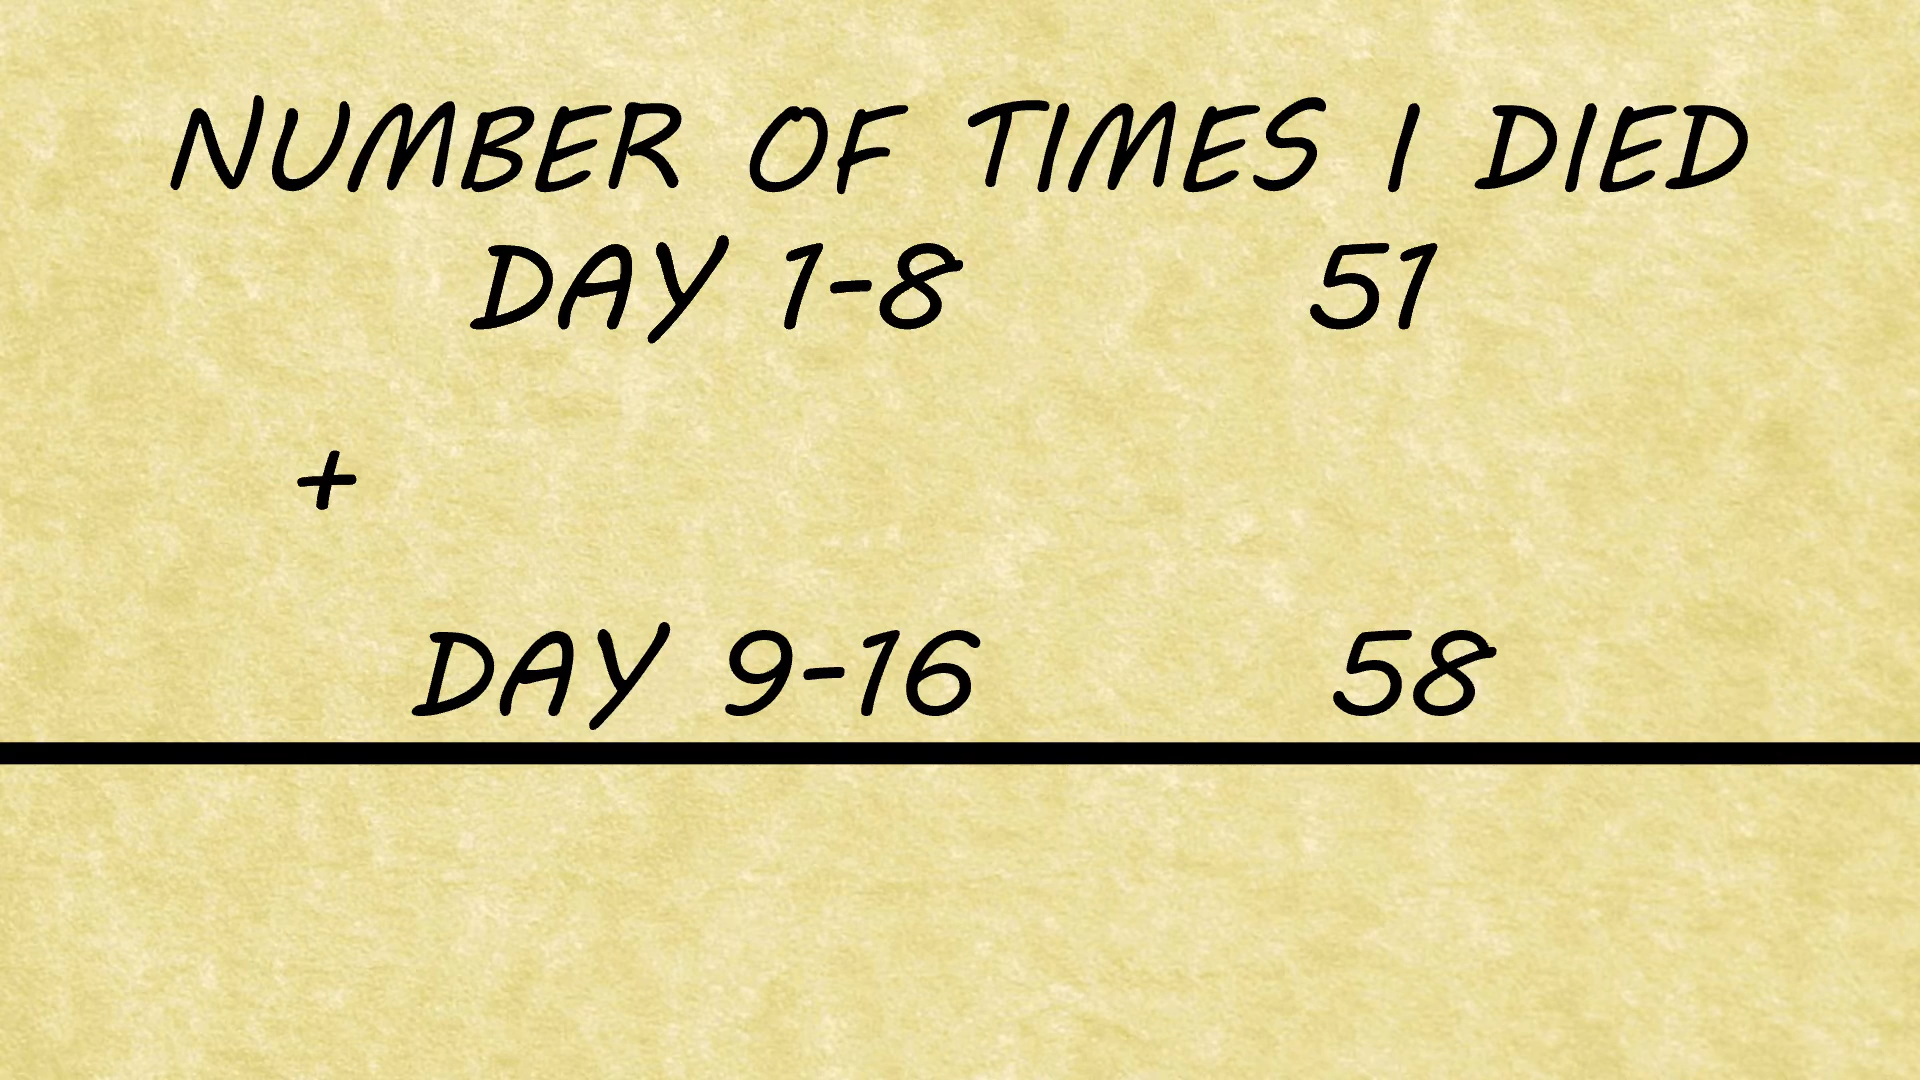 NUMBER OF TIMES I DIED
DAY 1-8 51
+
DAY 9-16 58